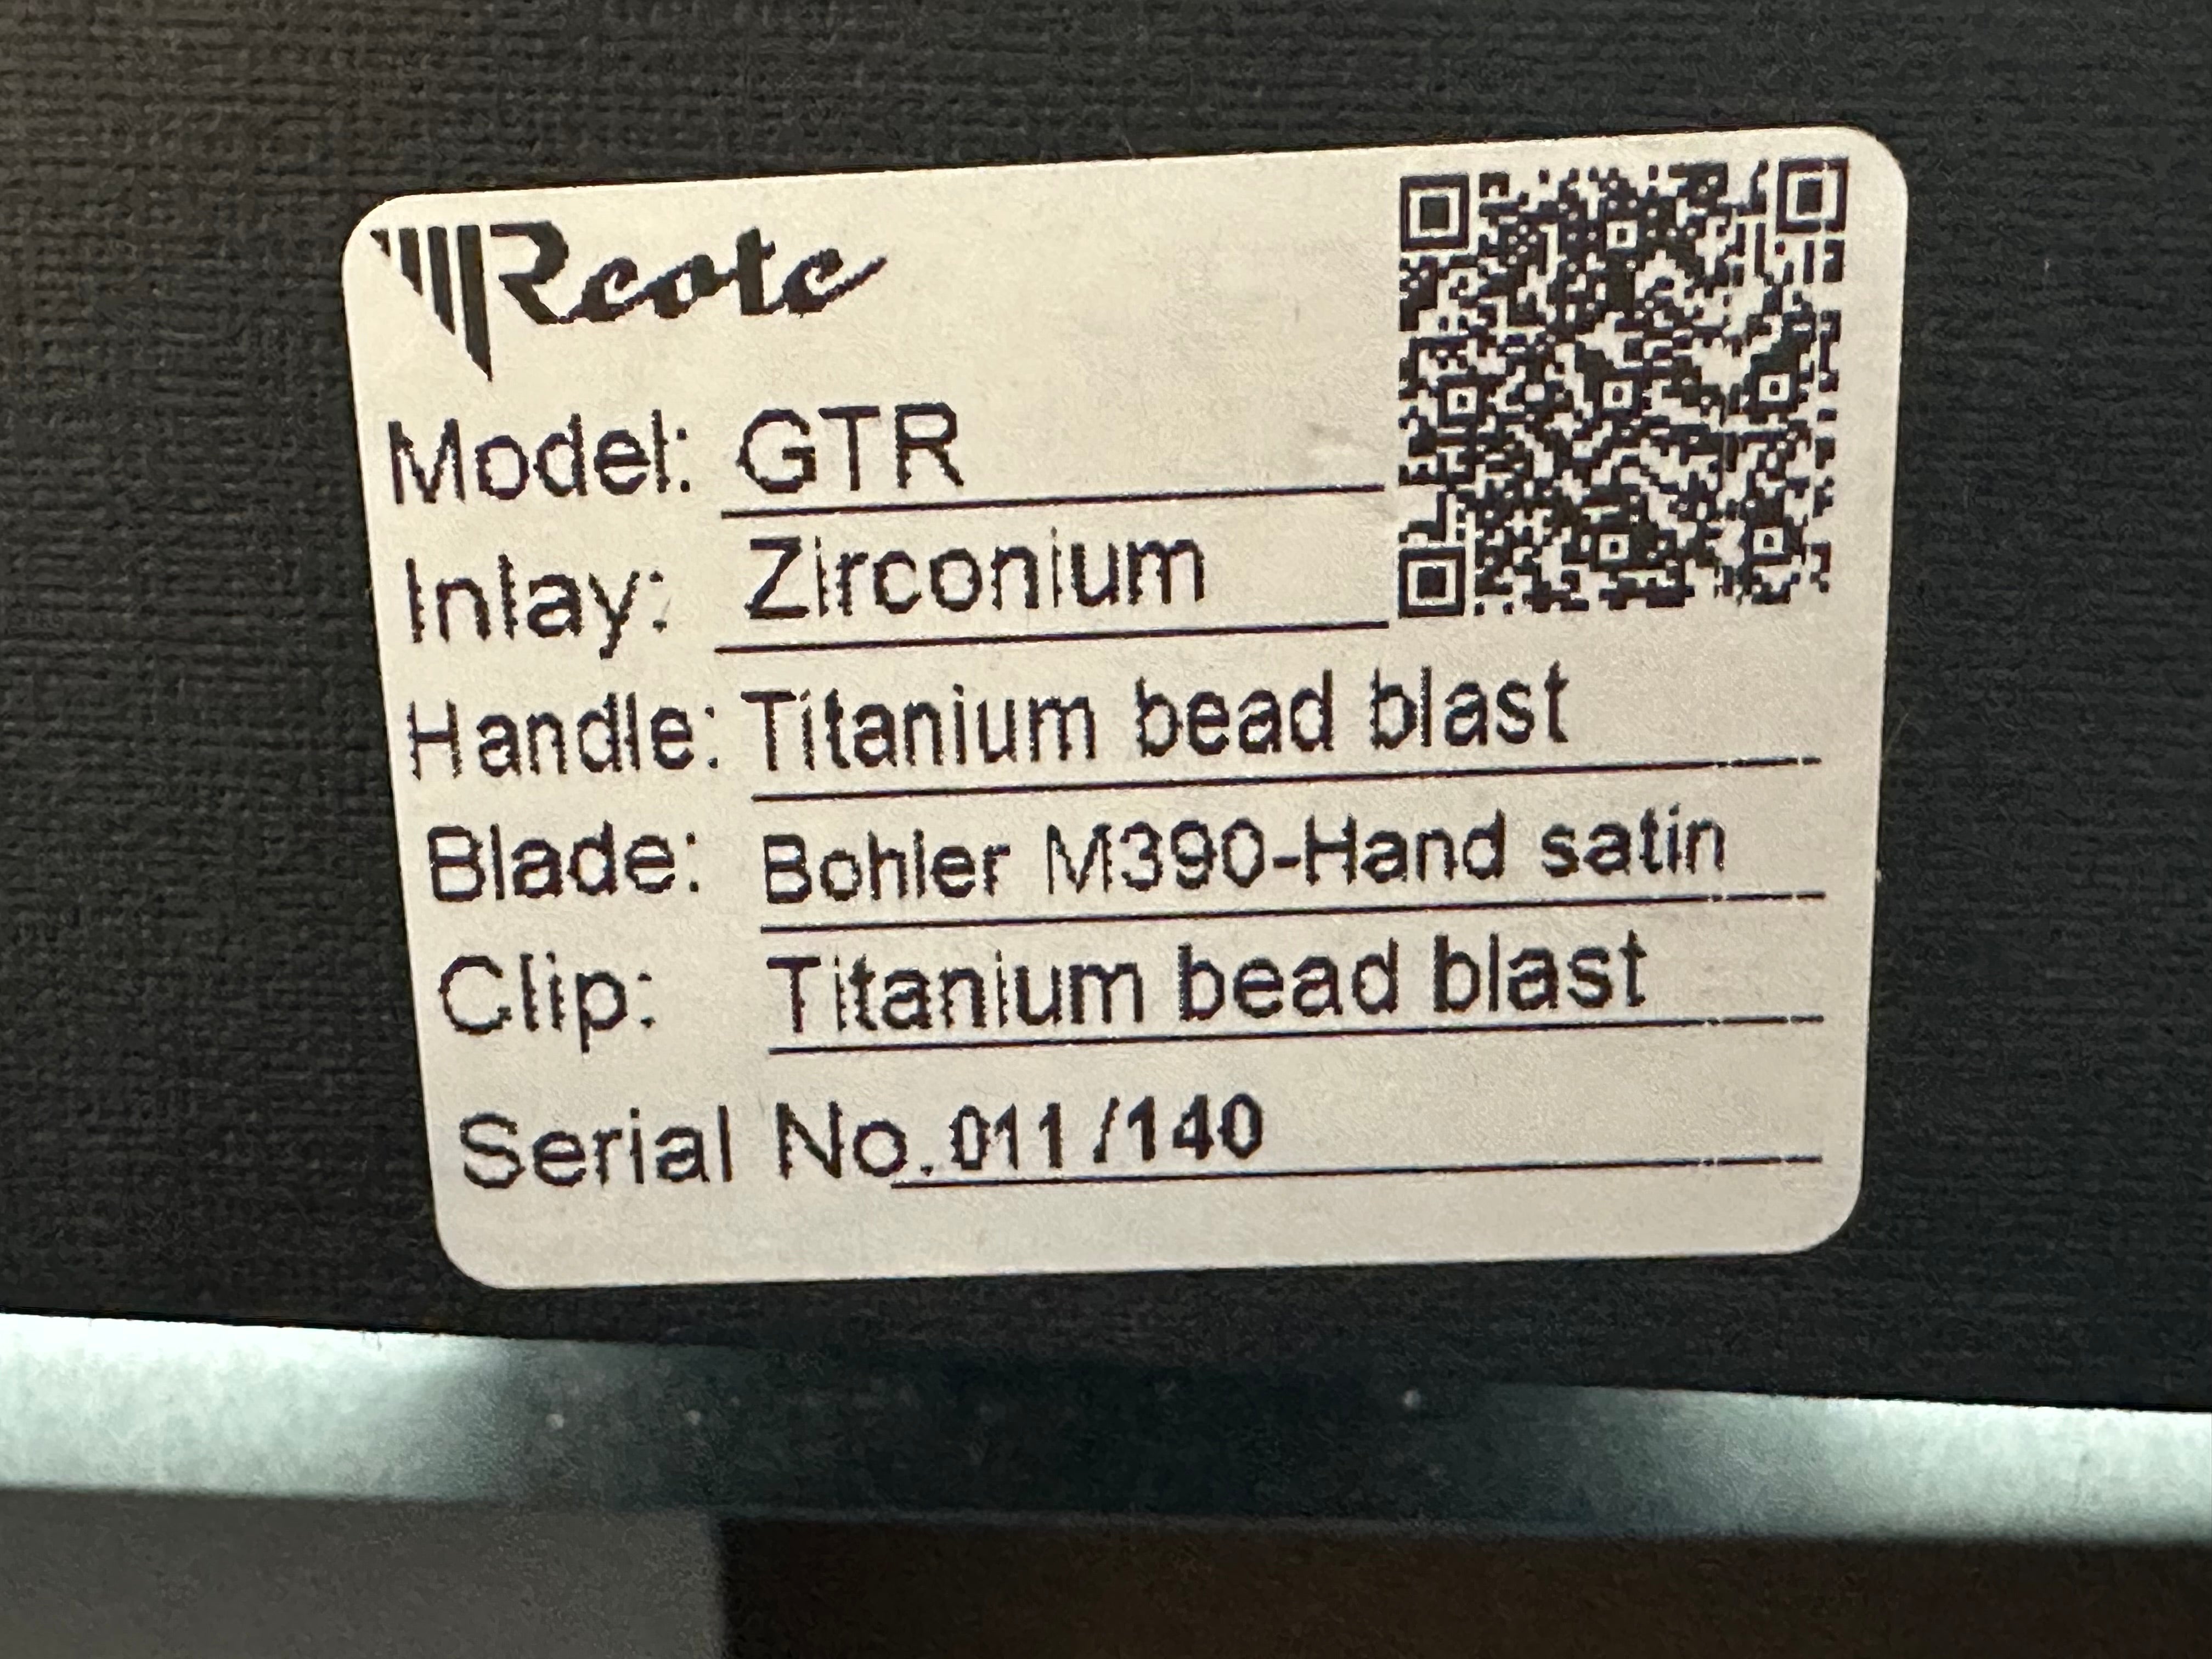 Reote
Model: GTR
Inlay: Zirconium
Handle: Titanium bead blast
Blade: Bohler M390-Hand satin
Clip: Titanium bead blast
Serial No. 011/140